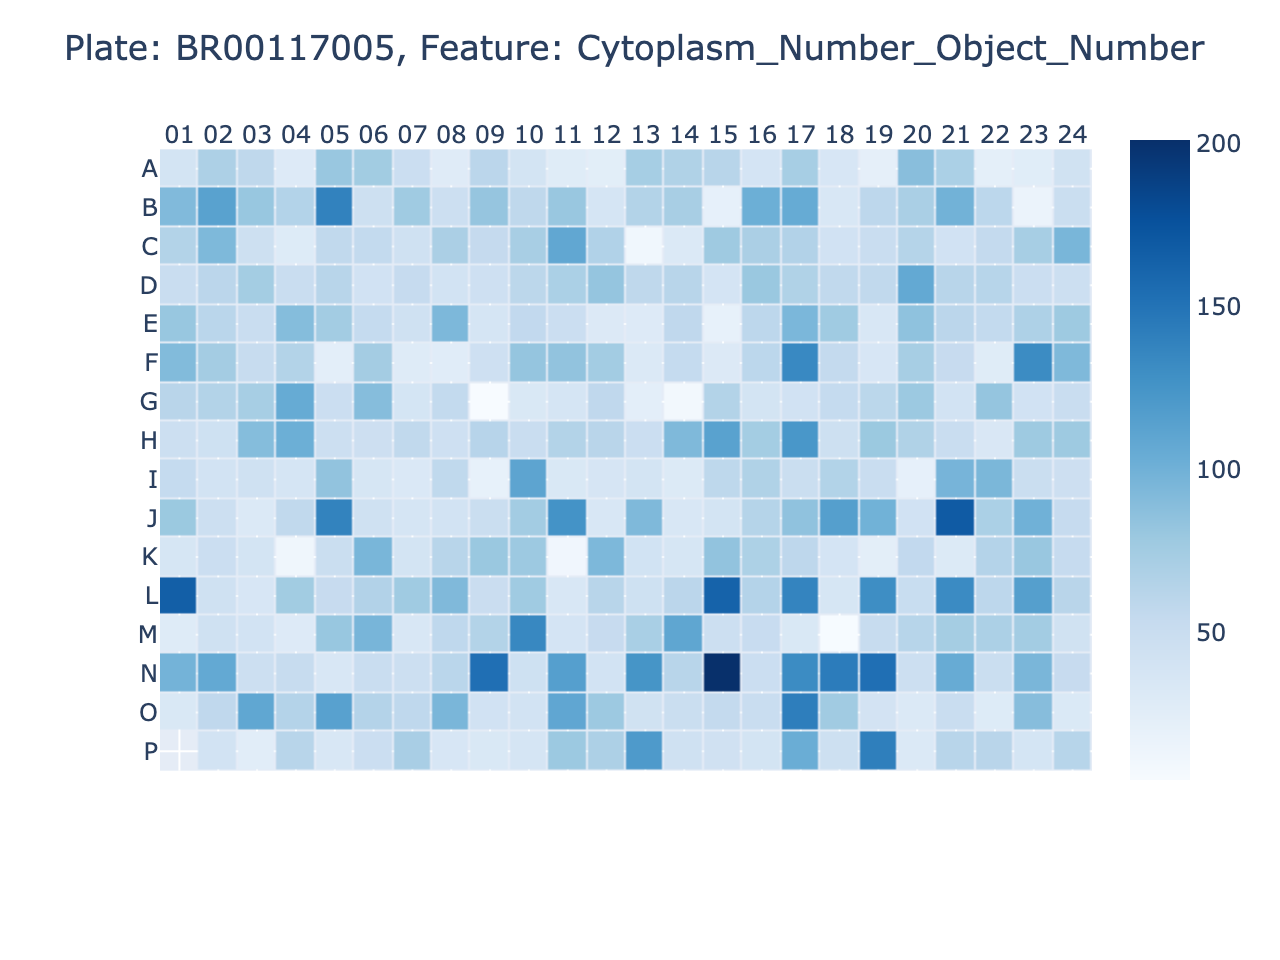 Plate: BR00117005, Feature: Cytoplasm_Number_Object_Number
01 02 03 04 05 06 07 08 09 10 11 12 13 14 15 16 17 18 19 20 21 22 23 24
A
B
C
D
E
F
G
H
I
J
K
L
M
N
O
P
200
150
100
50